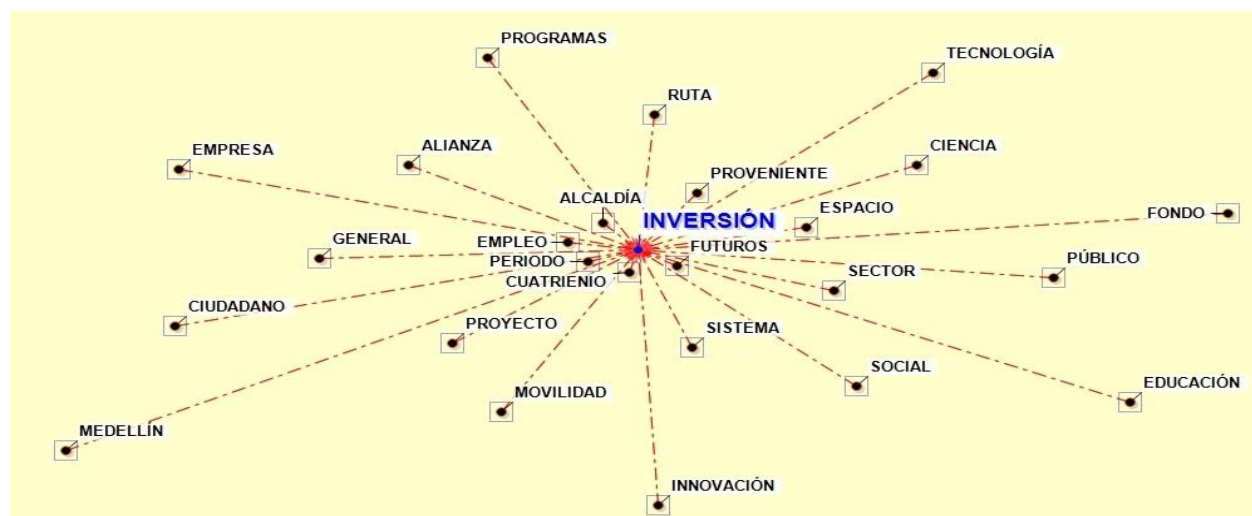 PROGRAMAS
TECNOLOGÍA
RUTA
EMPRESA
ALIANZA
CIENCIA
PROVENIENTE
ALCALDÍA
INVERSIÓN
ESPACIO
FONDO
GENERAL
EMPLEO
FUTUROS
PERIODO
PÚBLICO
SECTOR
CUATRIENIO
CIUDADANO
PROYECTO
SISTEMA
SOCIAL
EDUCACIÓN
MOVILIDAD
MEDELLÍN
INNOVACIÓN